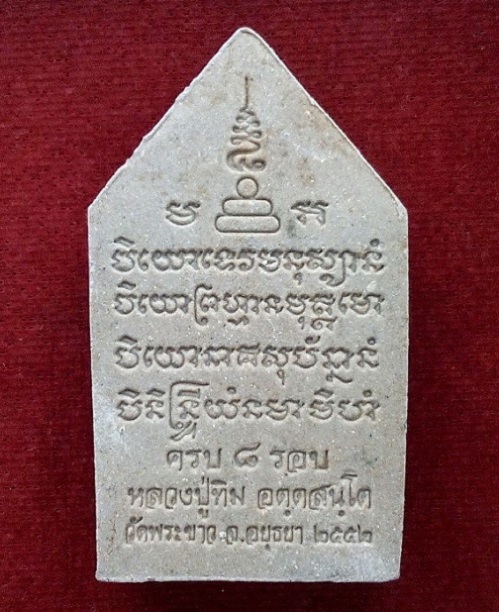 ម អ
បិយោទេវមនុស្សានំ
បិយោព្រហ្មានមុត្តមោ
បិយោនាគសុបំណ្ណានំ
បិនិន្ទ្រិយំនមាមិហំ
ครบ ๘ รอบ
หลวงปู่ทิม อตฺตสนฺโต
วัดพระขาว จ.อยุธยา ๒๕๕๒